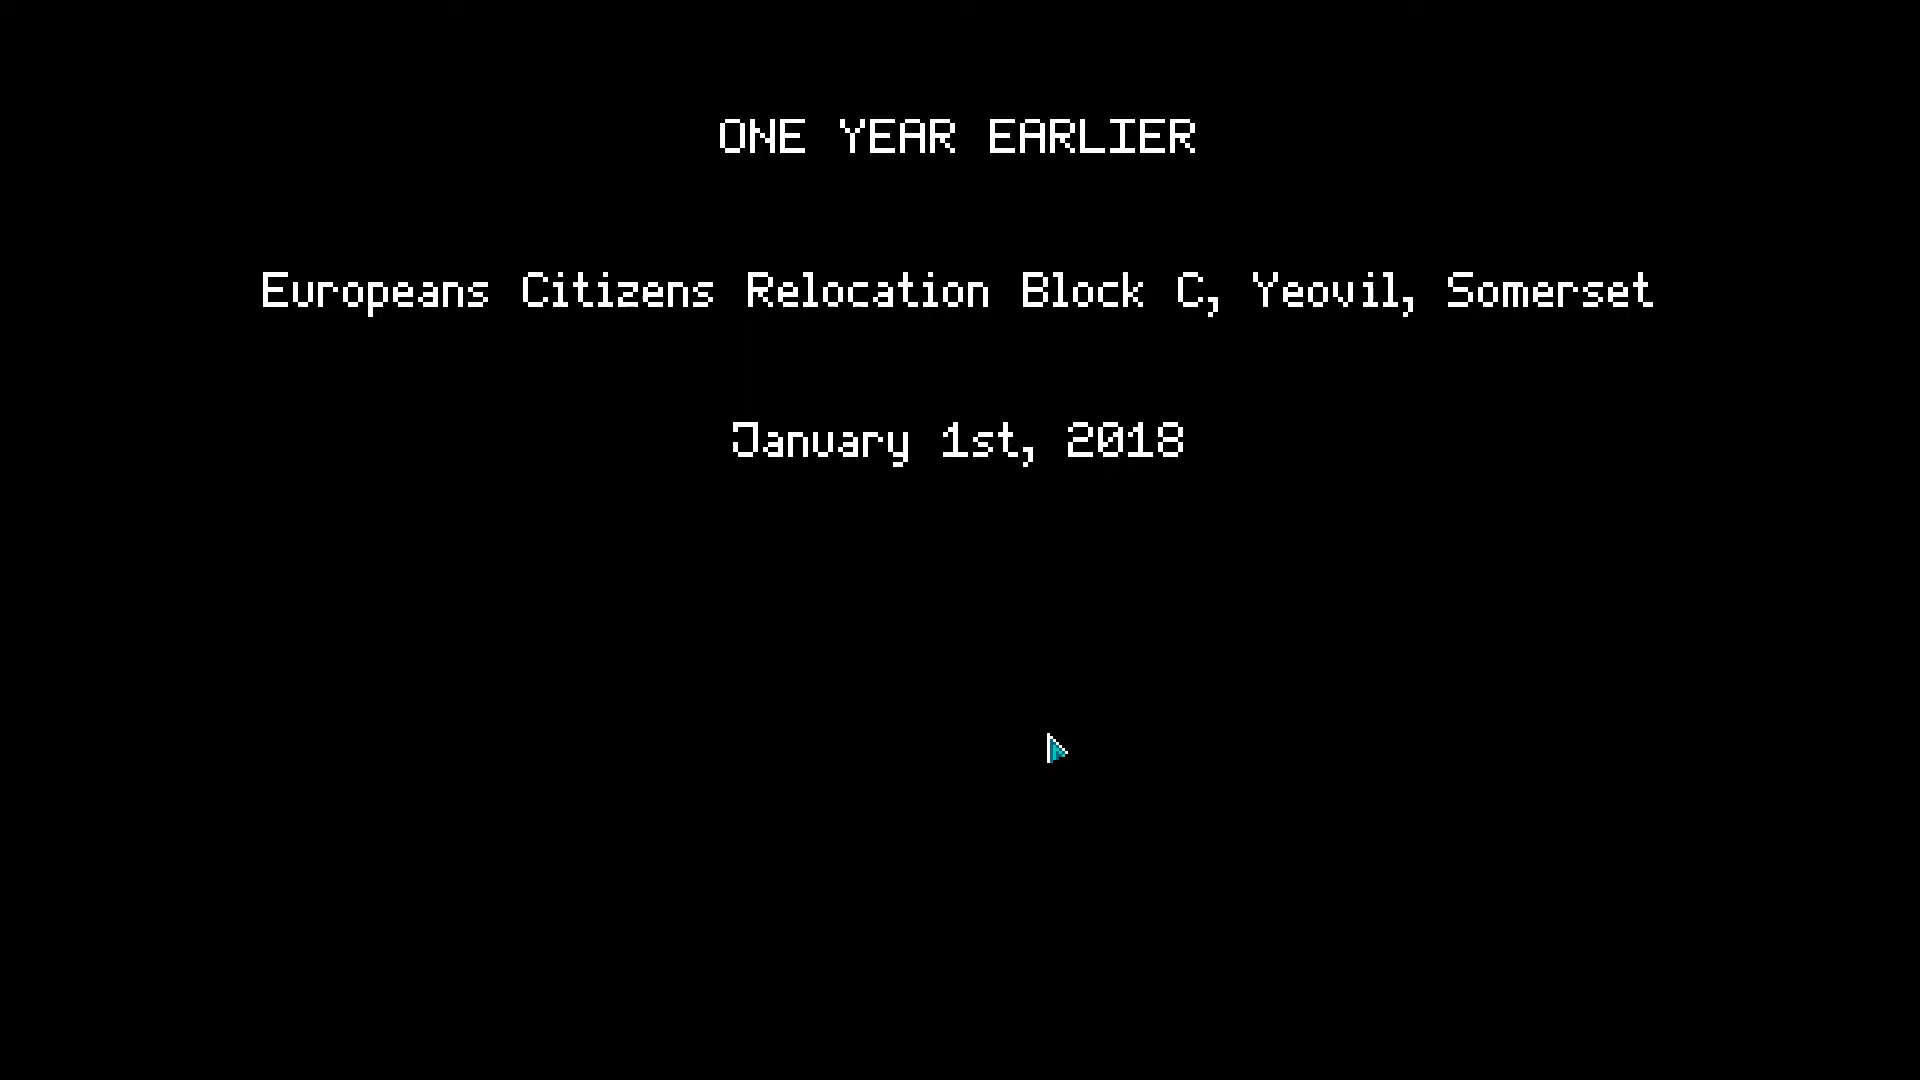 ONE YEAR EARLIER
Europeans Citizens Relocation Block C, Yeovil, Somerset
January 1st, 2018